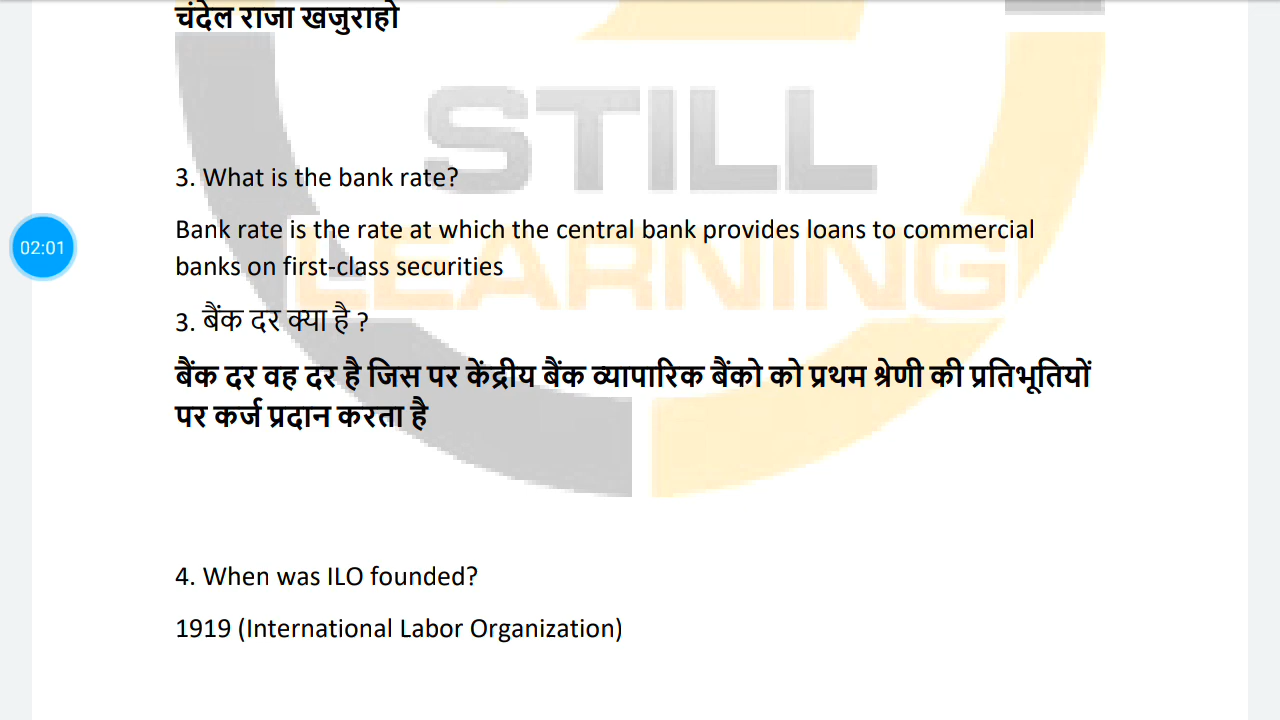 चंदेल राजा खजुराहो
STILL
LEARNING
3. What is the bank rate?
Bank rate is the rate at which the central bank provides loans to commercial
banks on first-class securities
02:01
3. बैंक दर क्या है ?
बैंक दर वह दर है जिस पर केंद्रीय बैंक व्यापारिक बैंको को प्रथम श्रेणी की प्रतिभूतियों
पर कर्ज प्रदान करता है
4. When was ILO founded?
1919 (International Labor Organization)